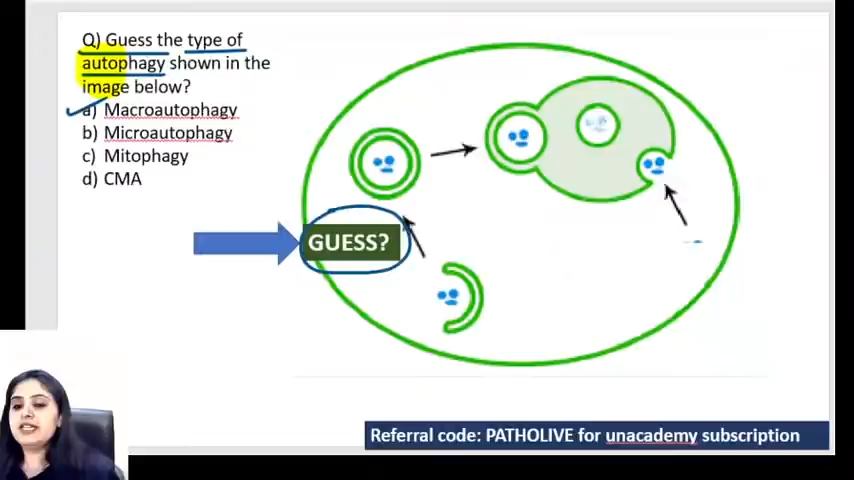 Q) Guess the type of
autophagy shown in the
image below?
a) Macroautophagy
b) Microautophagy
c) Mitophagy
d) CMA
GUESS?
Referral code: PATHOLIVE for unacademy subscription